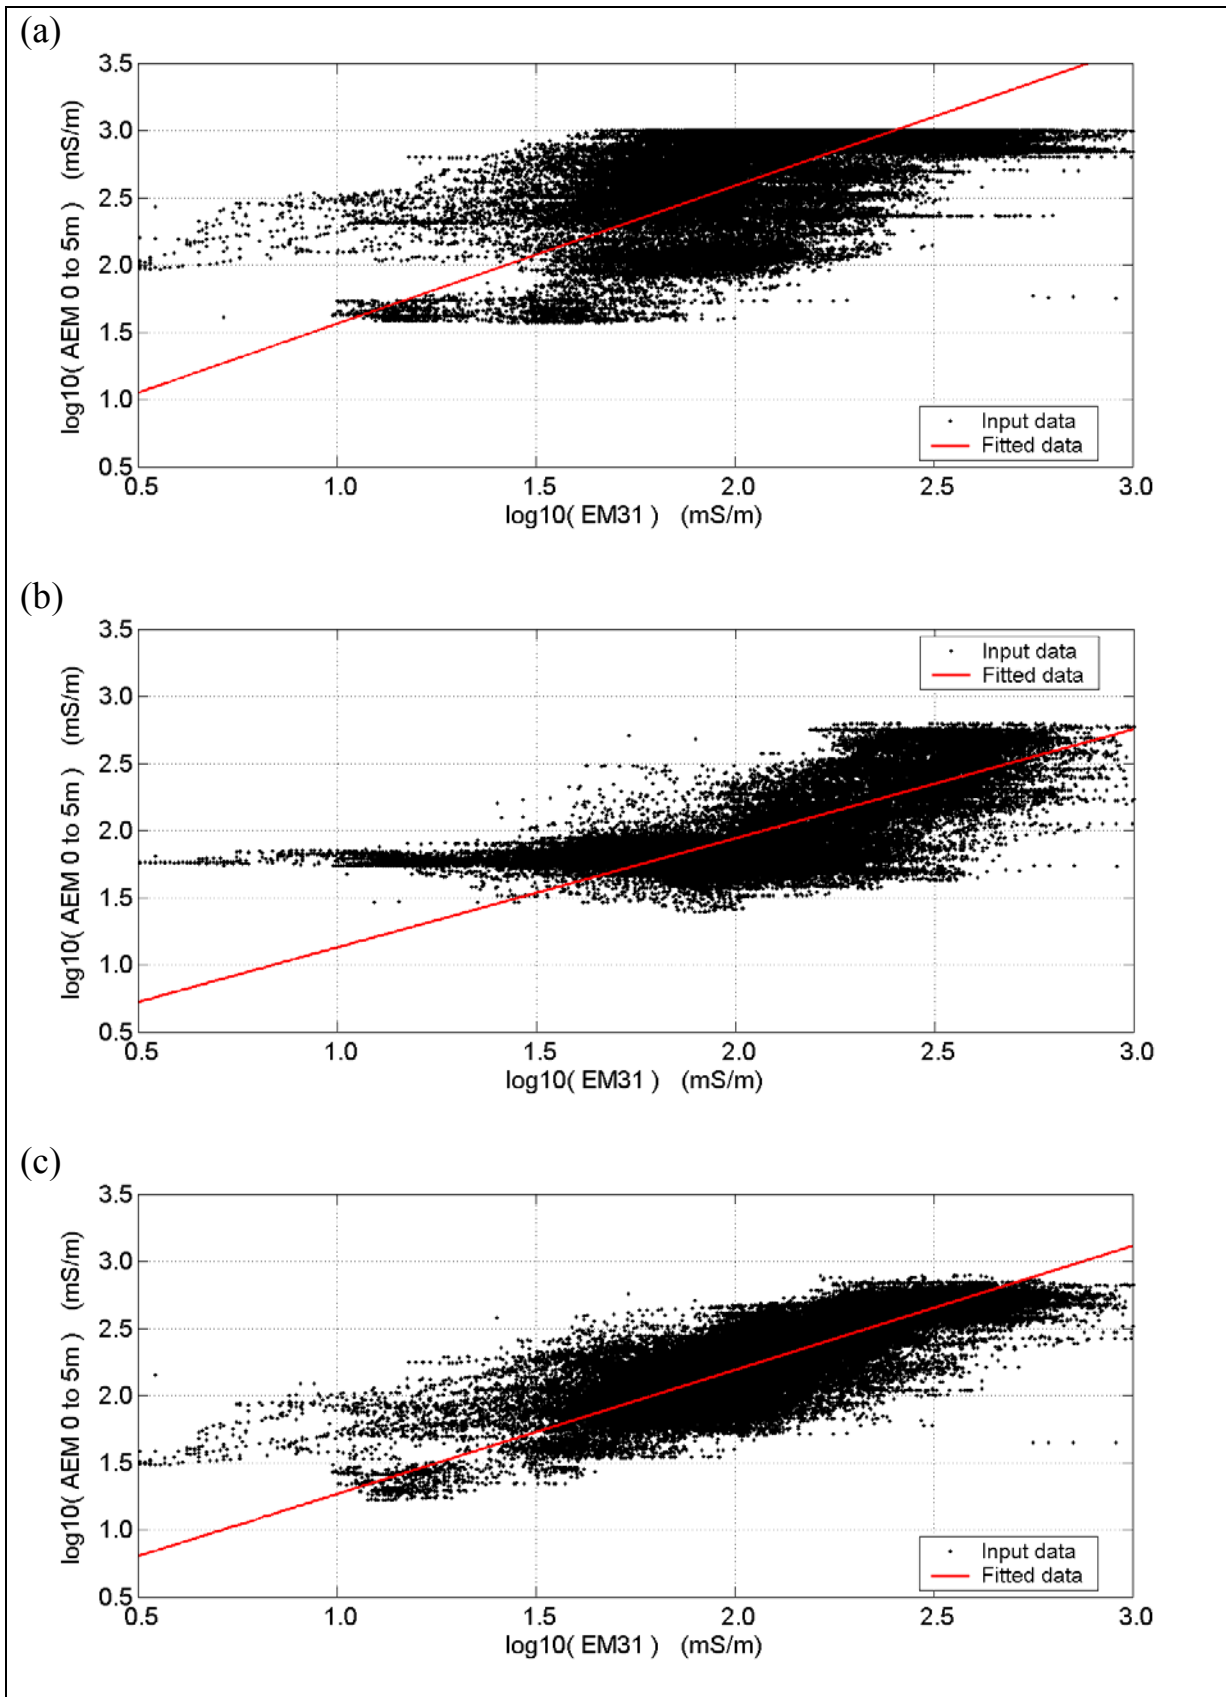 (a)
3.5
3.0
2.5
2.0
1.5
1.0
0.5
log10( AEM 0 to 5m ) (mS/m)
Input data
Fitted data
0.5 1.0 1.5 2.0 2.5 3.0
log10( EM31 ) (mS/m)
(b)
3.5
3.0
2.5
2.0
1.5
1.0
0.5
log10( AEM 0 to 5m ) (mS/m)
Input data
Fitted data
0.5 1.0 1.5 2.0 2.5 3.0
log10( EM31 ) (mS/m)
(c)
3.5
3.0
2.5
2.0
1.5
1.0
0.5
log10( AEM 0 to 5m ) (mS/m)
Input data
Fitted data
0.5 1.0 1.5 2.0 2.5 3.0
log10( EM31 ) (mS/m)